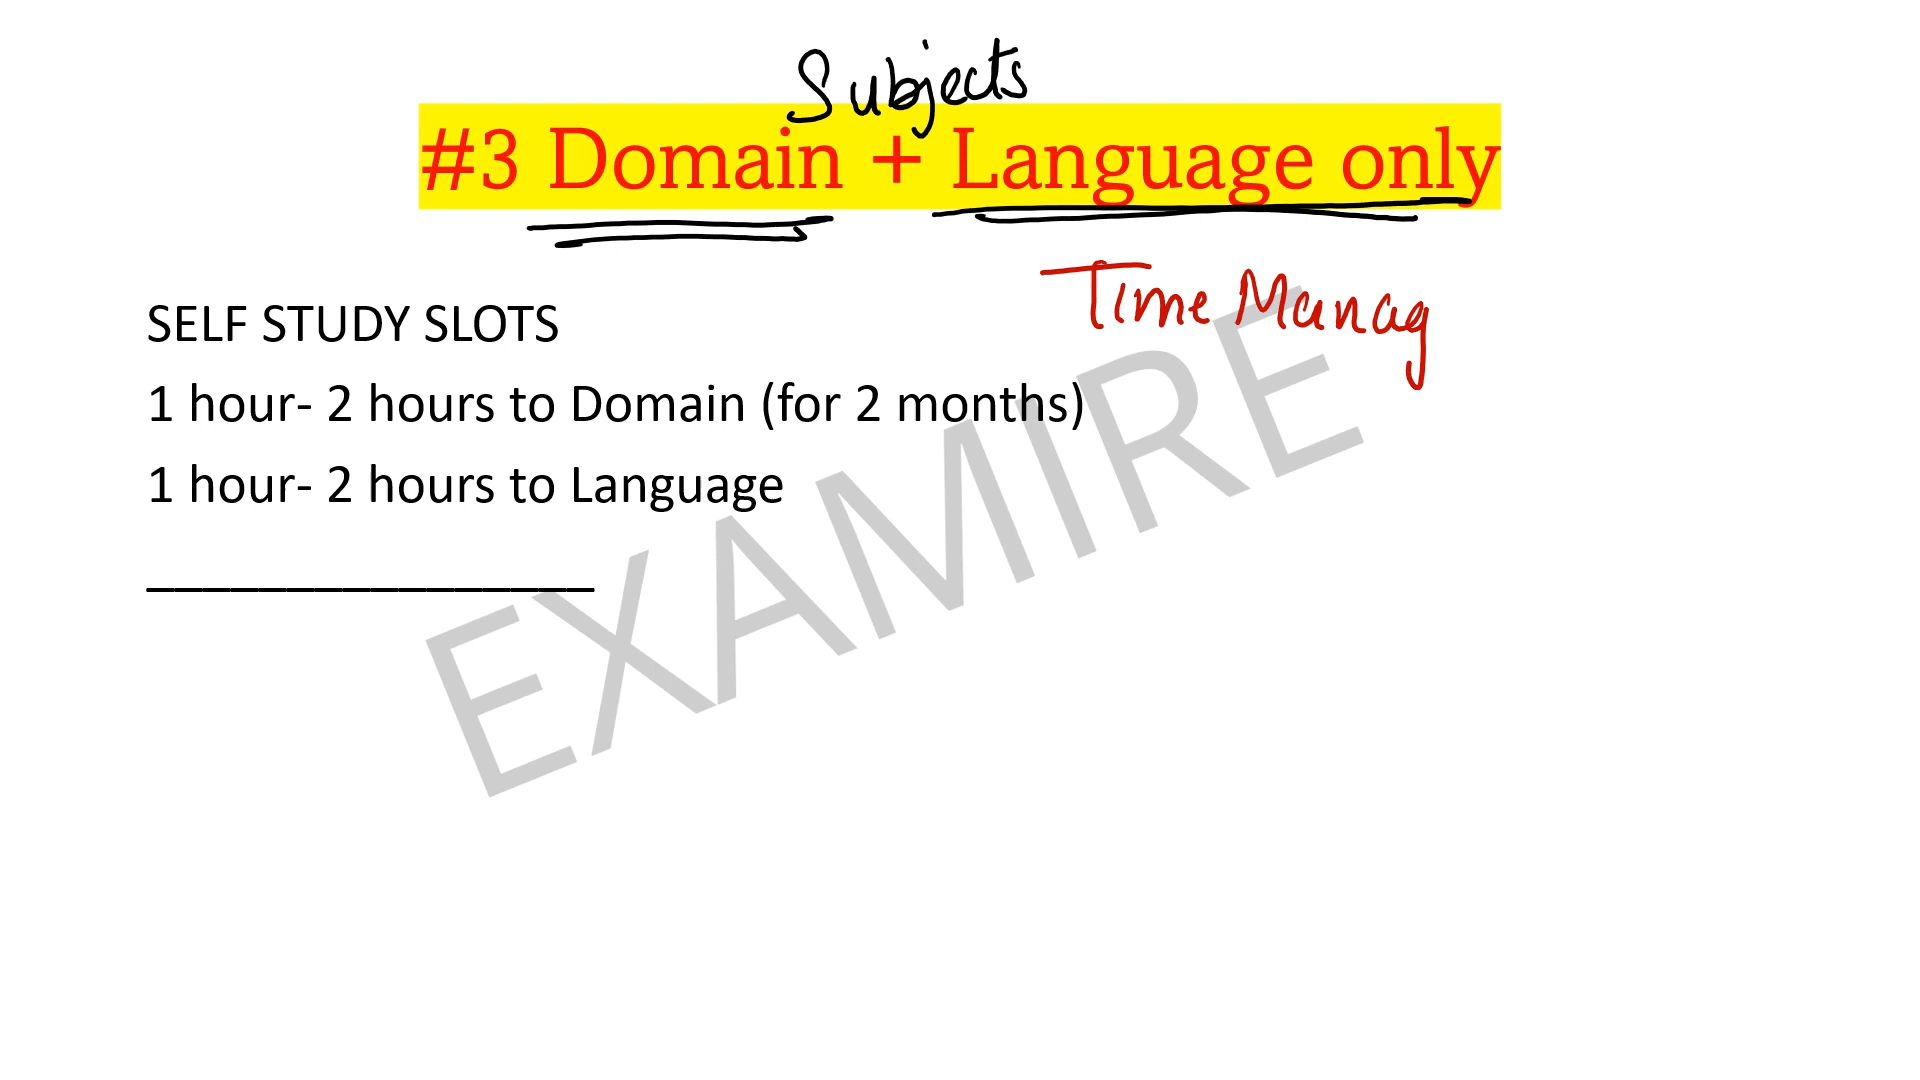 Subjects
#3 Domain + Language only
Time Manag
SELF STUDY SLOTS
1 hour- 2 hours to Domain (for 2 months)
1 hour- 2 hours to Language
________________
EXAMIRE